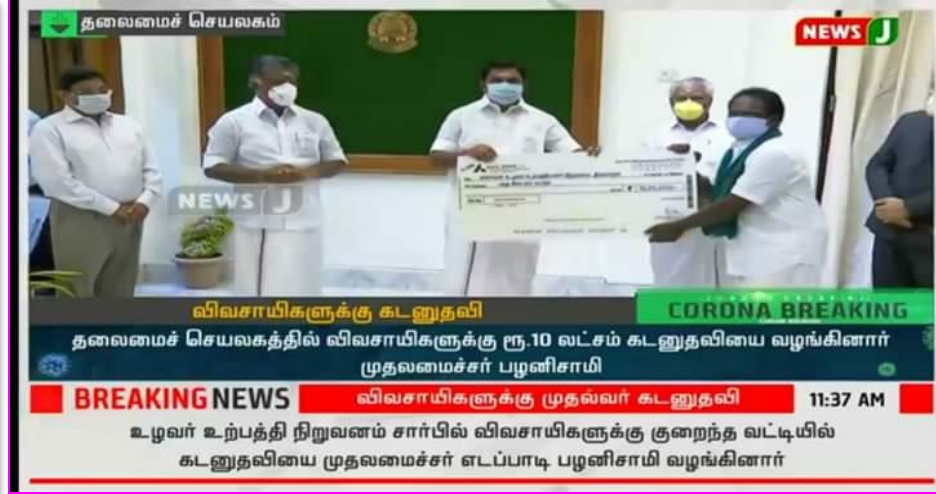 தலைமைச் செயலகம்
NEWS J
NEWS J
விவசாயிகளுக்கு கடனுதவி
CORONA BREAKING
தலைமைச் செயலகத்தில் விவசாயிகளுக்கு ரூ.10 லட்சம் கடனுதவியை வழங்கினார்
முதலமைச்சர் பழனிசாமி
BREAKING NEWS
விவசாயிகளுக்கு முதல்வர் கடனுதவி
11:37 AM
உழவர் உற்பத்தி நிறுவனம் சார்பில் விவசாயிகளுக்கு குறைந்த வட்டியில்
கடனுதவியை முதலமைச்சர் எடப்பாடி பழனிசாமி வழங்கினார்